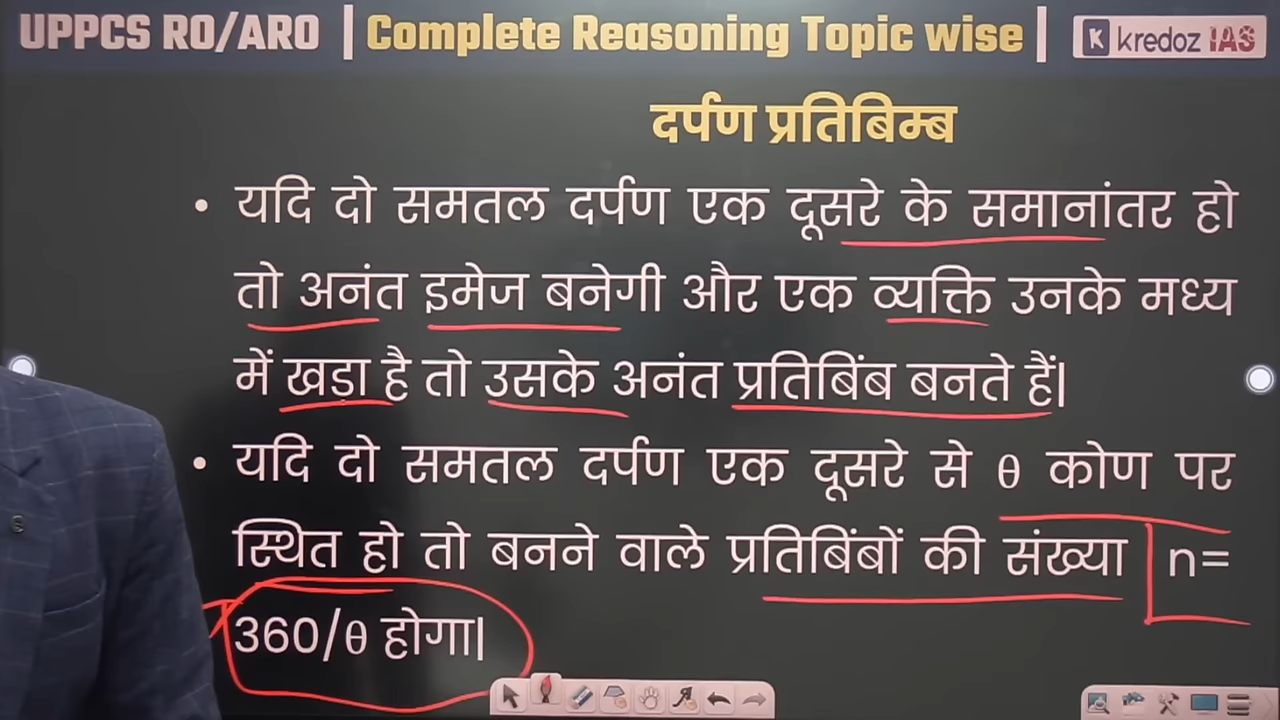 UPPCS RO/ARO | Complete Reasoning Topic wise | K kredoz IAS
दर्पण प्रतिबिम्ब
• यदि दो समतल दर्पण एक दूसरे के समानांतर हो
तो अनंत इमेज बनेगी और एक व्यक्ति उनके मध्य
में खड़ा है तो उसके अनंत प्रतिबिंब बनते हैं|
• यदि दो समतल दर्पण एक दूसरे से θ कोण पर
स्थित हो तो बनने वाले प्रतिबिंबों की संख्या n=
360/θ होगा|